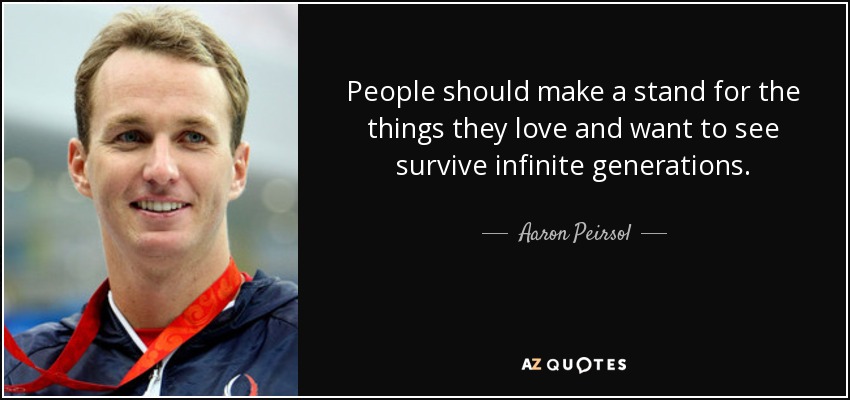 People should make a stand for the
things they love and want to see
survive infinite generations.
Aaron Peirsol
AZ QUOTES